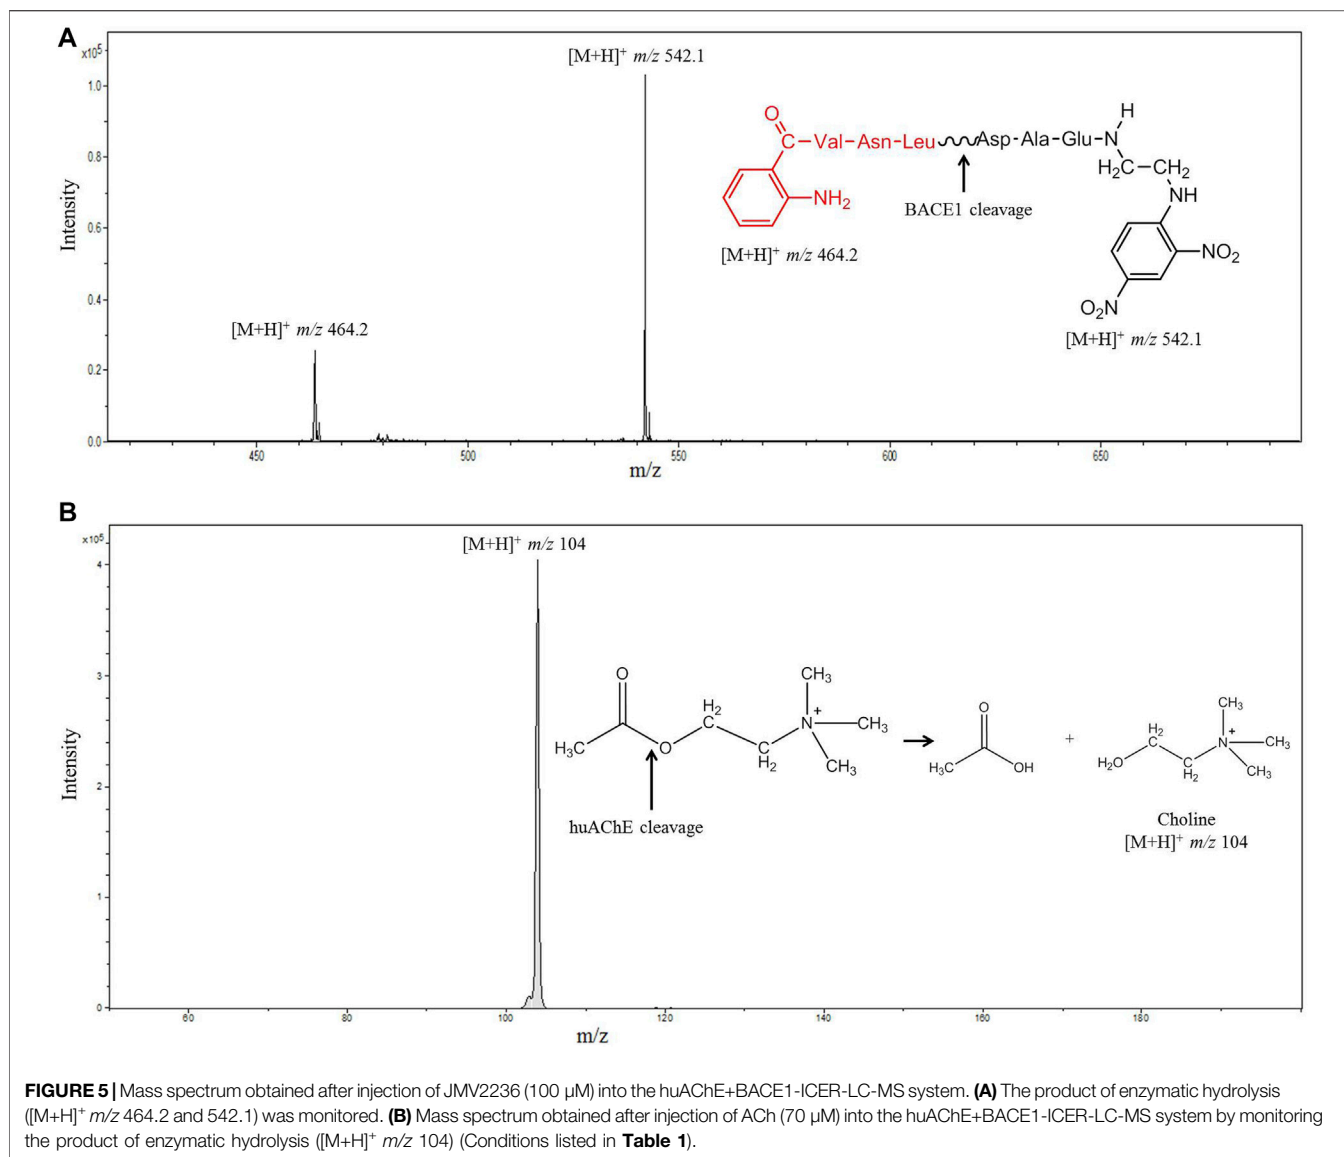 A
x10⁵
[M+H]⁺ m/z 542.1
1.0
0.8
0.6
0.4
0.2
0.0
Intensity
[M+H]⁺ m/z 464.2
O
C–Val–Asn–Leu Asp-Ala–Glu–N
H
H₂C–CH₂
NH
NH₂
BACE1 cleavage
[M+H]⁺ m/z 464.2
NO₂
O₂N
[M+H]⁺ m/z 542.1
450 500 550 600 650
m/z
B
x10⁵
[M+H]⁺ m/z 104
4
3
2
1
0
Intensity
O
H₃C
O
H₂
C
C
H₂
CH₃
N⁺
CH₃
CH₃
huAChE cleavage
O
H₃C
OH
+
H₂O
H₂
C
C
H₂
CH₃
N⁺
CH₃
CH₃
Choline
[M+H]⁺ m/z 104
60 80 100 120 140 160 180
m/z
FIGURE 5 | Mass spectrum obtained after injection of JMV2236 (100 µM) into the huAChE+BACE1-ICER-LC-MS system. (A) The product of enzymatic hydrolysis
([M+H]⁺ m/z 464.2 and 542.1) was monitored. (B) Mass spectrum obtained after injection of ACh (70 µM) into the huAChE+BACE1-ICER-LC-MS system by monitoring
the product of enzymatic hydrolysis ([M+H]⁺ m/z 104) (Conditions listed in Table 1).